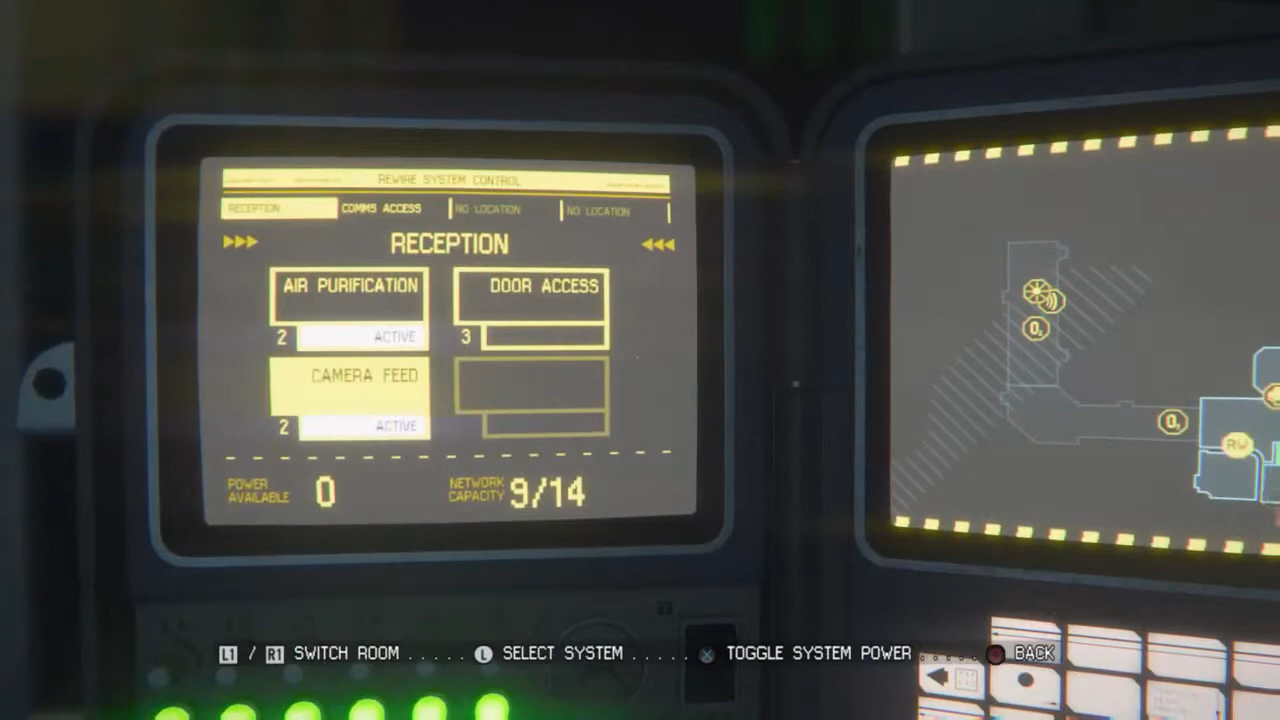 REWIRE SYSTEM CONTROL
RECEPTION COMMS ACCESS NO LOCATION NO LOCATION
RECEPTION
AIR PURIFICATION DOOR ACCESS
2 ACTIVE 3
CAMERA FEED
2 ACTIVE
POWER AVAILABLE 0 NETWORK CAPACITY 9/14
O₂
O₂
RW
L1 / R1 SWITCH ROOM ..... L SELECT SYSTEM ..... X TOGGLE SYSTEM POWER ..... BACK